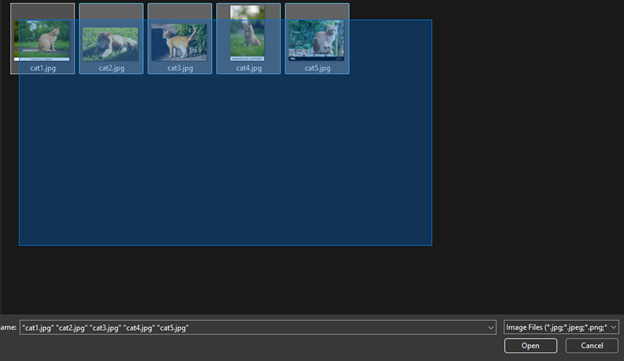 cat1.jpg
cat2.jpg
cat3.jpg
cat4.jpg
cat5.jpg
ame: "cat1.jpg" "cat2.jpg" "cat3.jpg" "cat4.jpg" "cat5.jpg" Image Files (*.jpg;*.jpeg;*.png;*
Open Cancel